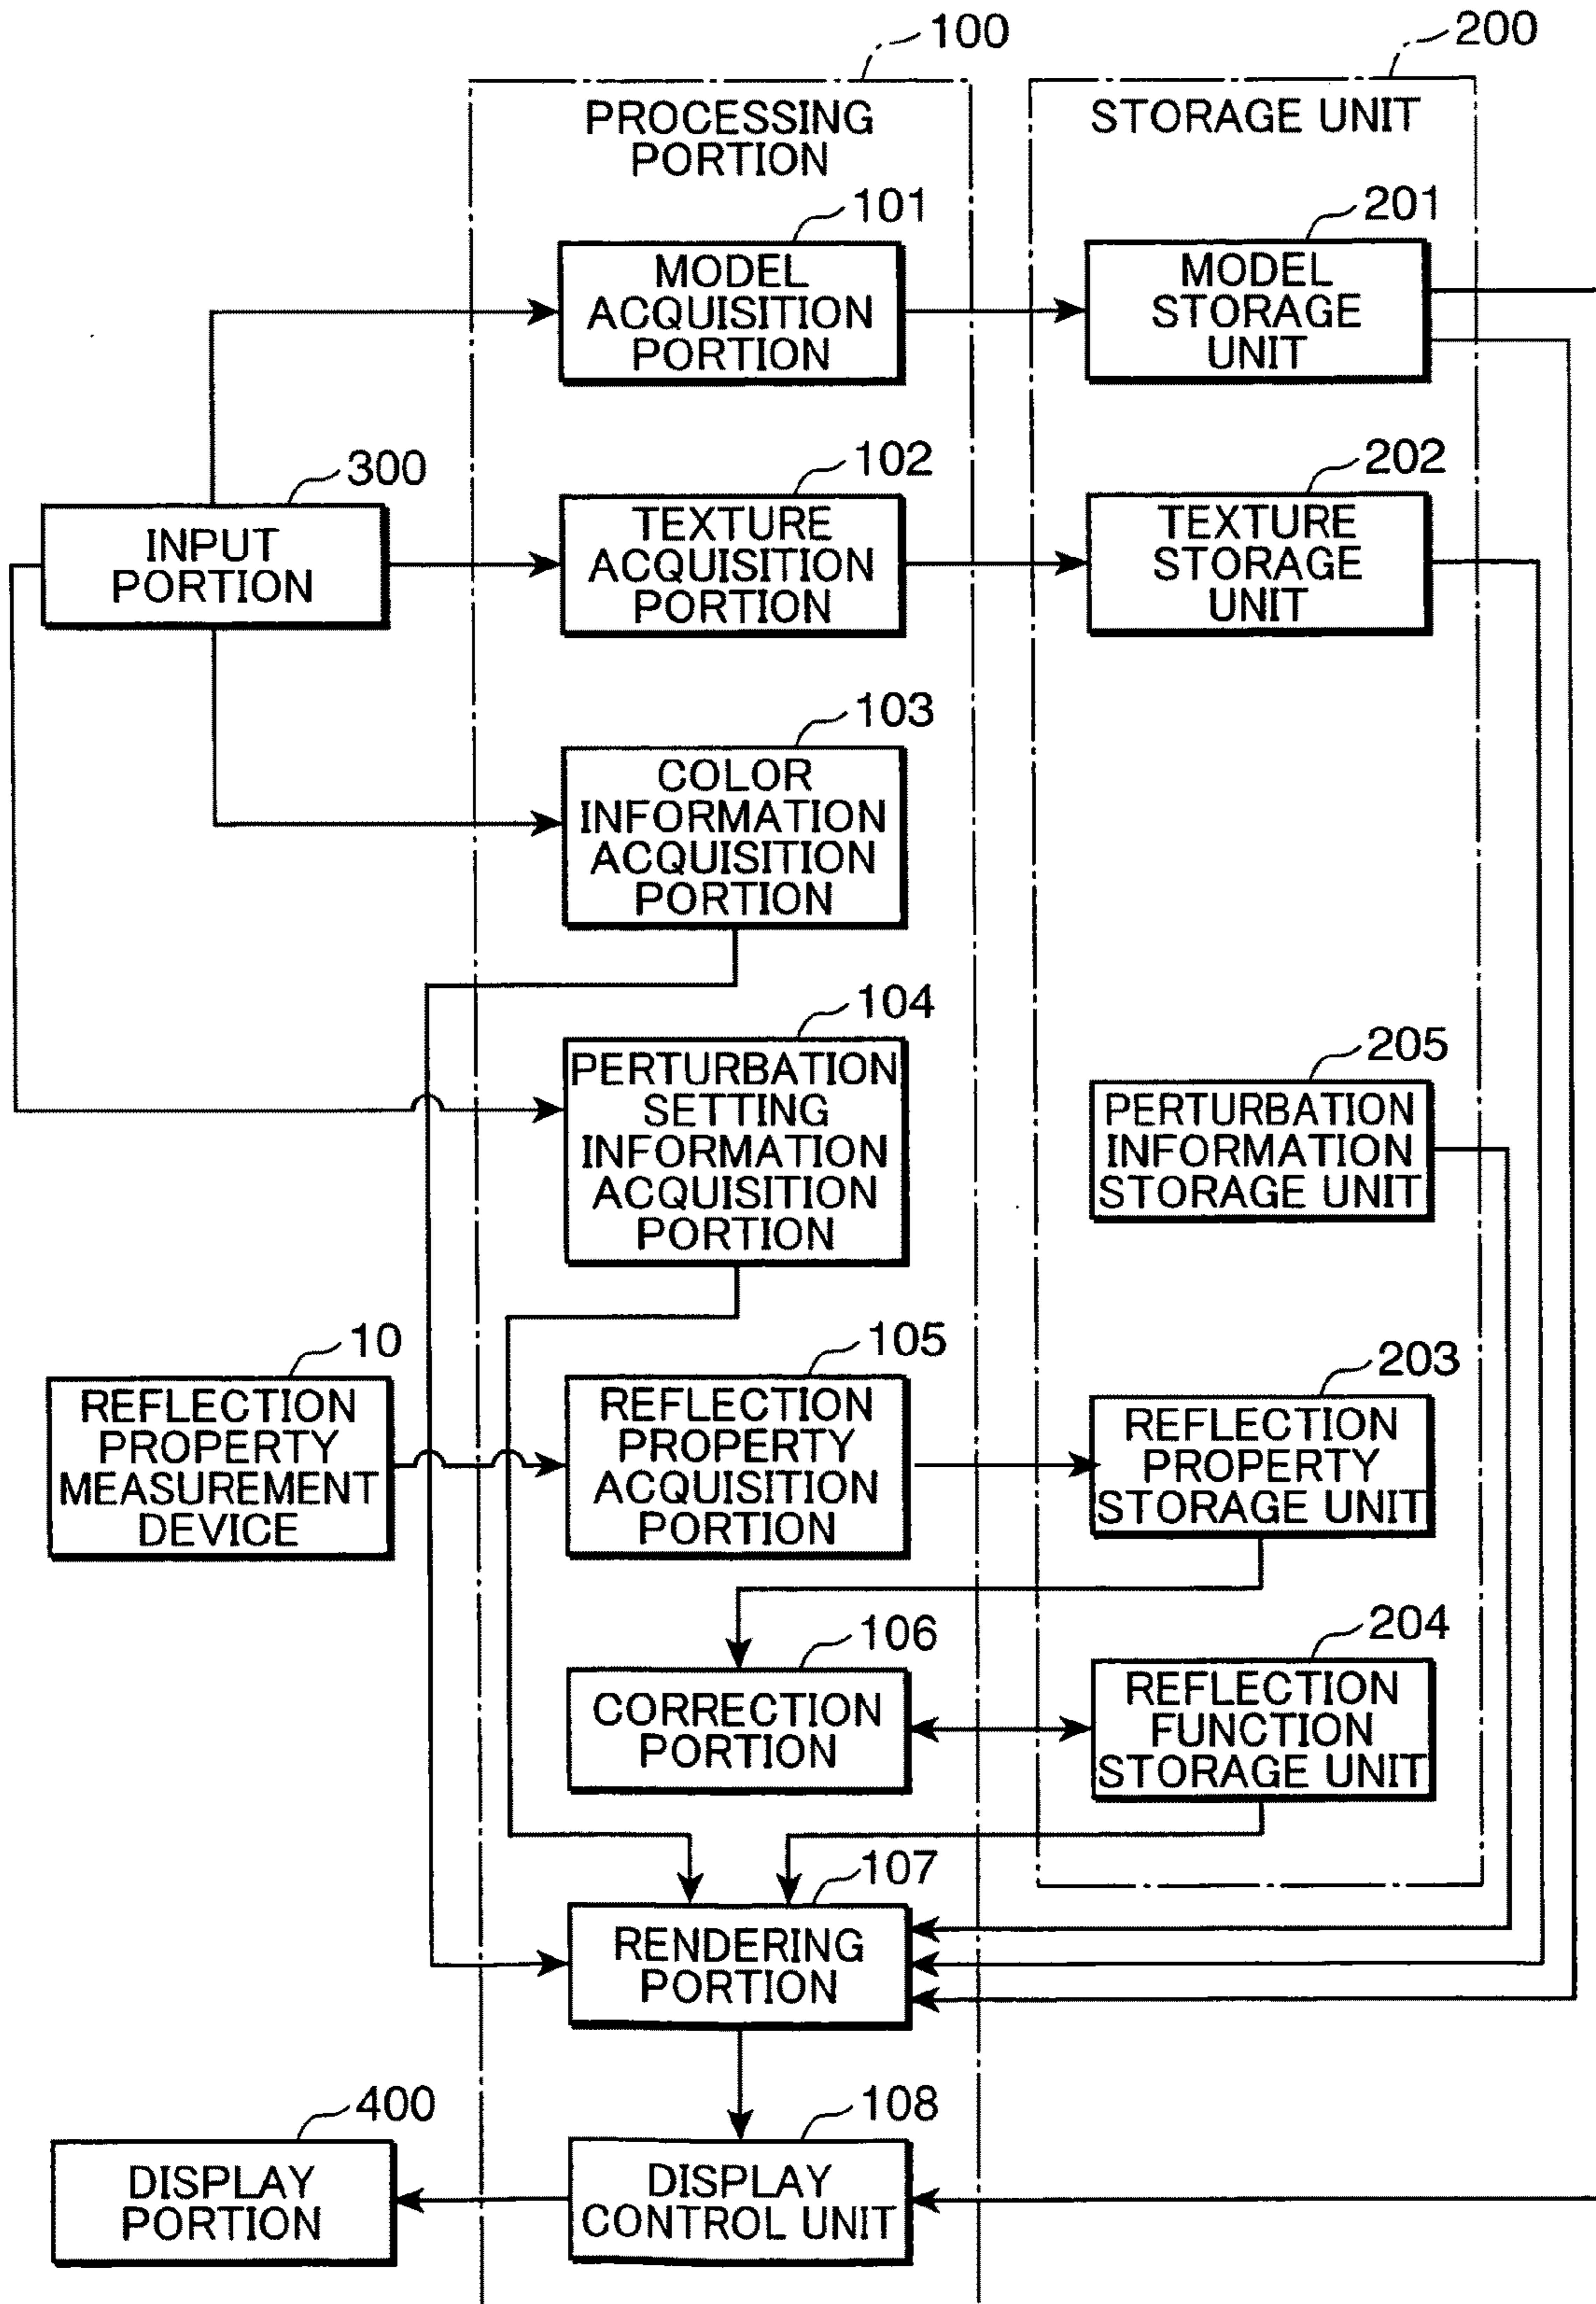 100
200
PROCESSING
PORTION
STORAGE UNIT
101
201
MODEL
ACQUISITION
PORTION
MODEL
STORAGE
UNIT
300
102
202
INPUT
PORTION
TEXTURE
ACQUISITION
PORTION
TEXTURE
STORAGE
UNIT
103
COLOR
INFORMATION
ACQUISITION
PORTION
104
205
PERTURBATION
SETTING
INFORMATION
ACQUISITION
PORTION
PERTURBATION
INFORMATION
STORAGE UNIT
10
105
203
REFLECTION
PROPERTY
MEASUREMENT
DEVICE
REFLECTION
PROPERTY
ACQUISITION
PORTION
REFLECTION
PROPERTY
STORAGE UNIT
106
204
CORRECTION
PORTION
REFLECTION
FUNCTION
STORAGE UNIT
107
RENDERING
PORTION
400
108
DISPLAY
PORTION
DISPLAY
CONTROL UNIT